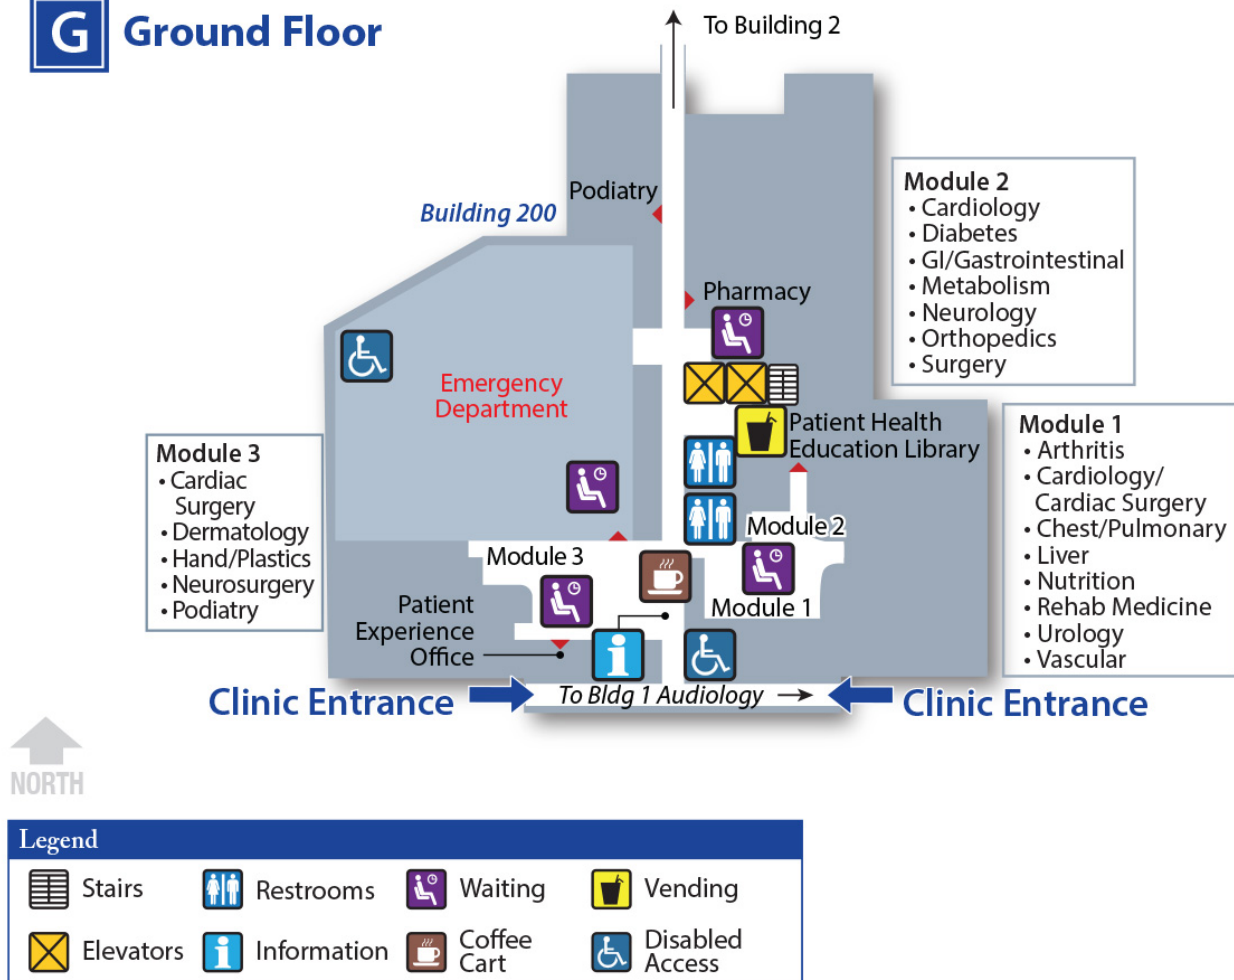 G Ground Floor
To Building 2
Podiatry
Building 200
Pharmacy
Module 2
• Cardiology
• Diabetes
• GI/Gastrointestinal
• Metabolism
• Neurology
• Orthopedics
• Surgery
Emergency
Department
Patient Health
Education Library
Module 1
• Arthritis
• Cardiology/
Cardiac Surgery
• Chest/Pulmonary
• Liver
• Nutrition
• Rehab Medicine
• Urology
• Vascular
Module 3
• Cardiac
Surgery
• Dermatology
• Hand/Plastics
• Neurosurgery
• Podiatry
Module 2
Module 3
Module 1
Patient
Experience
Office
i
Clinic Entrance
To Bldg 1 Audiology
Clinic Entrance
NORTH
Legend
Stairs
Restrooms
Waiting
Vending
Elevators
i Information
Coffee
Cart
Disabled
Access